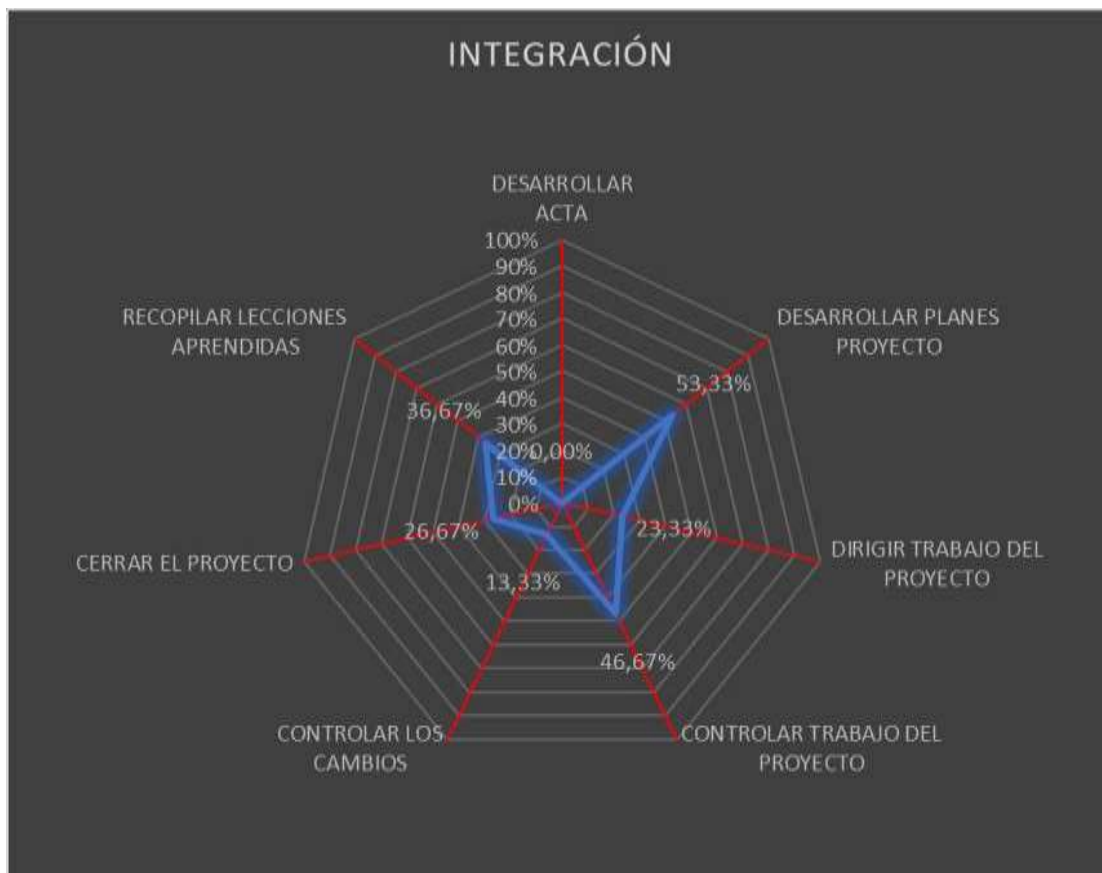 INTEGRACIÓN
DESARROLLAR
ACTA
100%
90%
80%
70%
60%
50%
40%
30%
20%
10%
0%
0,00%
DESARROLLAR PLANES
PROYECTO
53,33%
DIRIGIR TRABAJO DEL
PROYECTO
23,33%
CONTROLAR TRABAJO DEL
PROYECTO
46,67%
CONTROLAR LOS
CAMBIOS
13,33%
CERRAR EL PROYECTO
26,67%
RECOPILAR LECCIONES
APRENDIDAS
36,67%